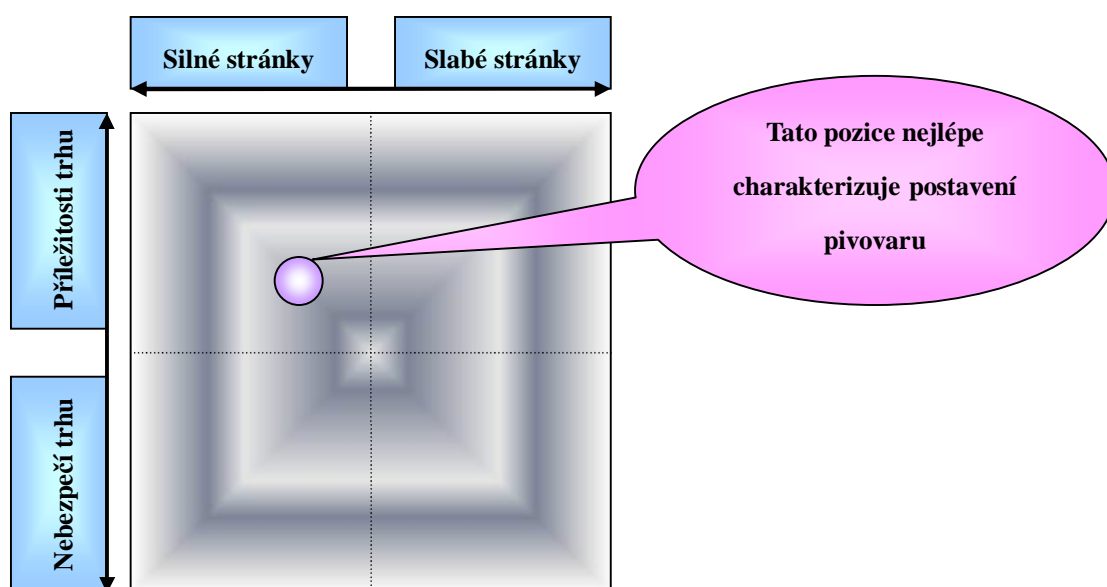 Silné stránky
Slabé stránky
Příležitosti trhu
Nebezpečí trhu
Tato pozice nejlépe
charakterizuje postavení
pivovaru